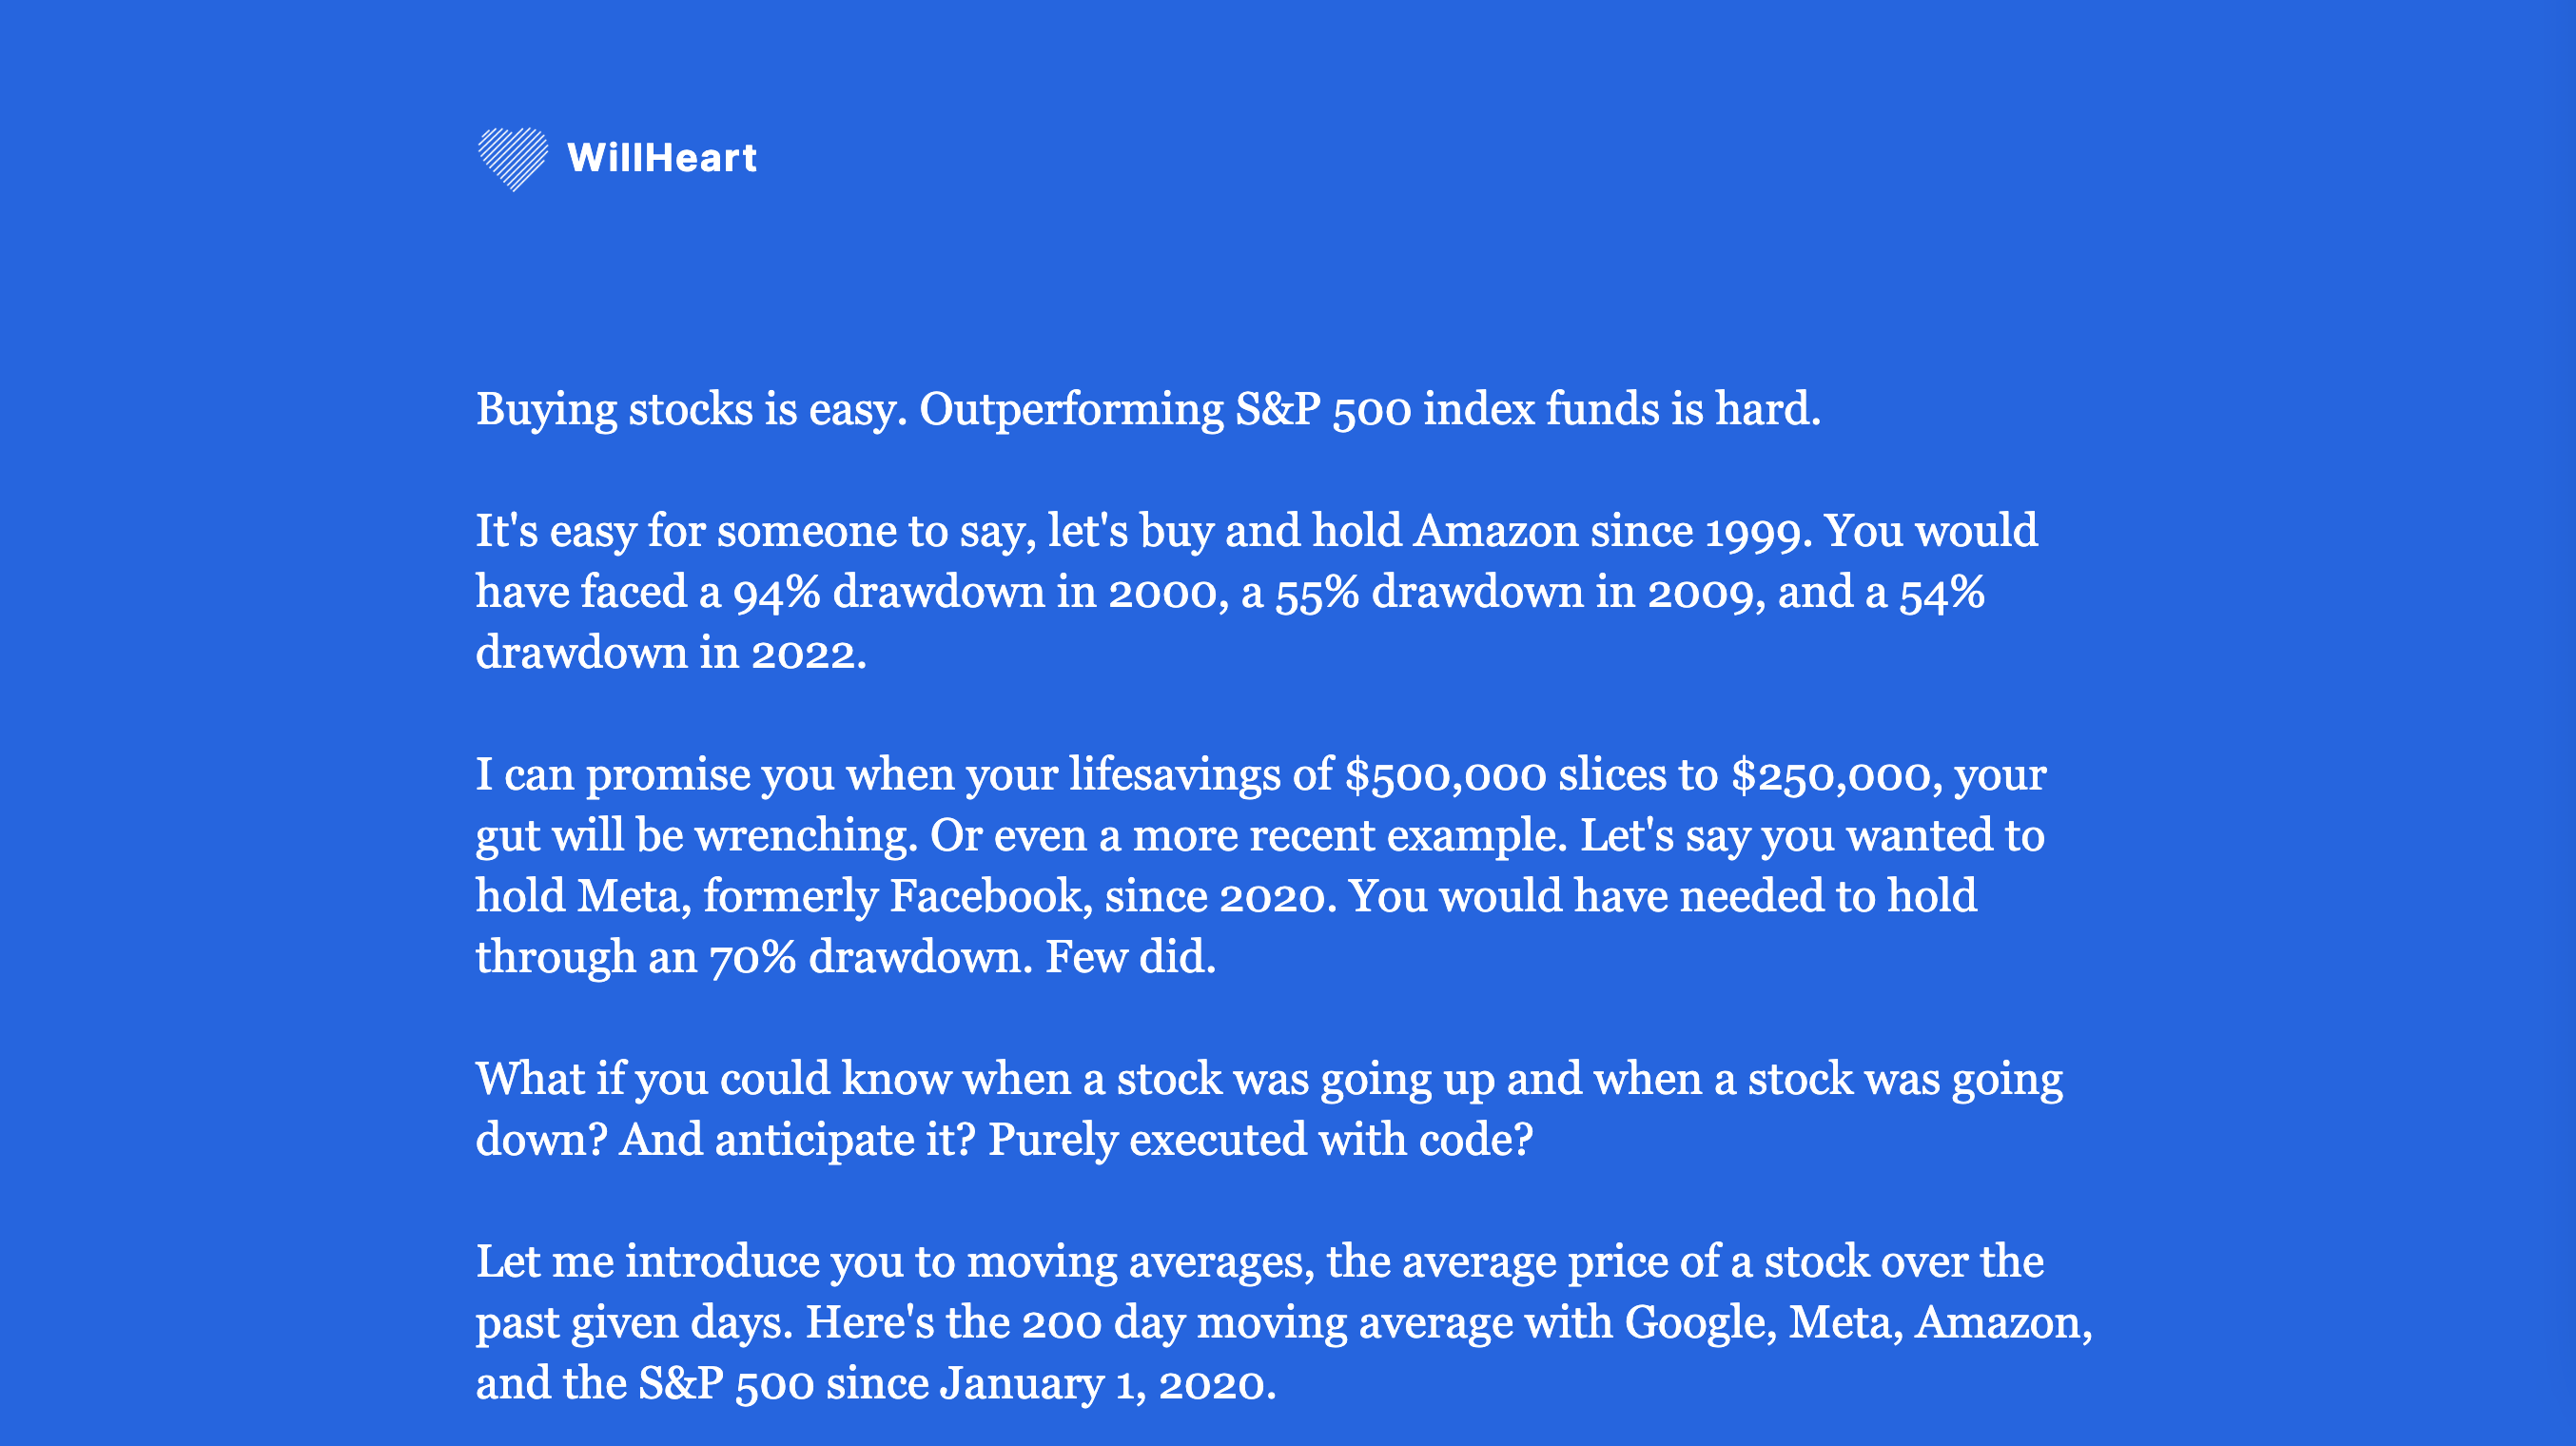 WillHeart
Buying stocks is easy. Outperforming S&P 500 index funds is hard.
It's easy for someone to say, let's buy and hold Amazon since 1999. You would
have faced a 94% drawdown in 2000, a 55% drawdown in 2009, and a 54%
drawdown in 2022.
I can promise you when your lifesavings of $500,000 slices to $250,000, your
gut will be wrenching. Or even a more recent example. Let's say you wanted to
hold Meta, formerly Facebook, since 2020. You would have needed to hold
through an 70% drawdown. Few did.
What if you could know when a stock was going up and when a stock was going
down? And anticipate it? Purely executed with code?
Let me introduce you to moving averages, the average price of a stock over the
past given days. Here's the 200 day moving average with Google, Meta, Amazon,
and the S&P 500 since January 1, 2020.